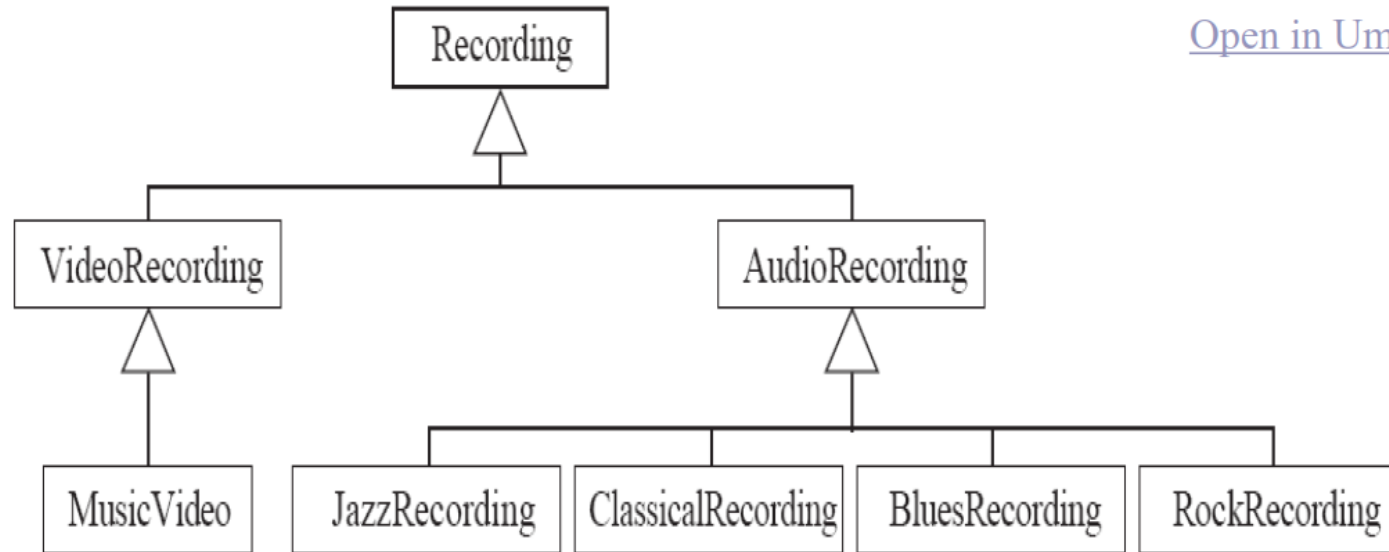 Recording
Open in Um
VideoRecording
AudioRecording
MusicVideo
JazzRecording
ClassicalRecording
BluesRecording
RockRecording